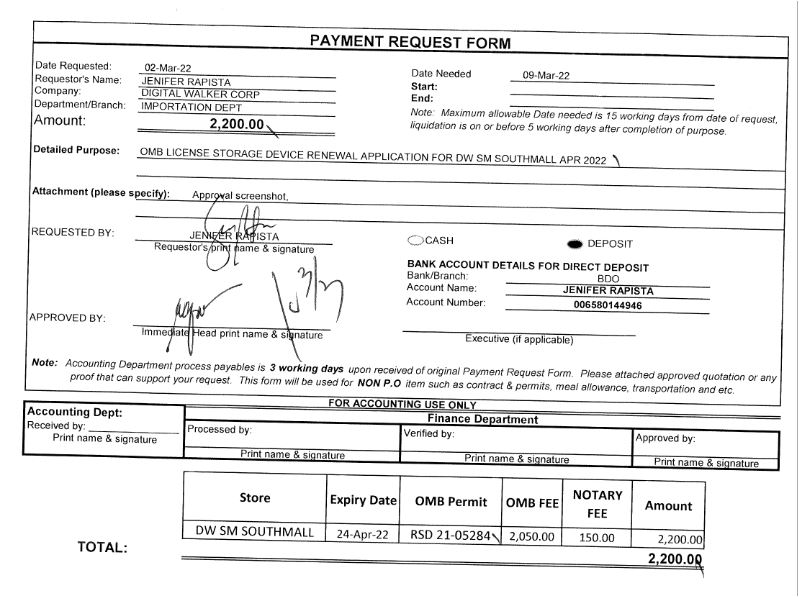 PAYMENT REQUEST FORM
Date Requested: 02-Mar-22
Date Needed 09-Mar-22
Requestor's Name: JENIFER RAPISTA
Start:
Company: DIGITAL WALKER CORP
End:
Department/Branch: IMPORTATION DEPT
Note: Maximum allowable Date needed is 15 working days from date of request,
liquidation is on or before 5 working days after completion of purpose.
Amount: 2,200.00
Detailed Purpose: OMB LICENSE STORAGE DEVICE RENEWAL APPLICATION FOR DW SM SOUTHMALL APR 2022
Attachment (please specify): Approval screenshot,
REQUESTED BY: JENIFER RAPISTA
Requestor's print name & signature
CASH DEPOSIT
BANK ACCOUNT DETAILS FOR DIRECT DEPOSIT
Bank/Branch: BDO
Account Name: JENIFER RAPISTA
Account Number: 006580144946
APPROVED BY:
Immediate Head print name & signature
Executive (if applicable)
Note: Accounting Department process payables is 3 working days upon received of original Payment Request Form. Please attached approved quotation or any
proof that can support your request. This form will be used for NON P.O item such as contract & permits, meal allowance, transportation and etc.
FOR ACCOUNTING USE ONLY
Accounting Dept:
Finance Department
Received by:
Print name & signature
Processed by:
Print name & signature
Verified by:
Print name & signature
Approved by:
Print name & signature
Store Expiry Date OMB Permit OMB FEE NOTARY FEE Amount
DW SM SOUTHMALL 24-Apr-22 RSD 21-05284 2,050.00 150.00 2,200.00
TOTAL: 2,200.00